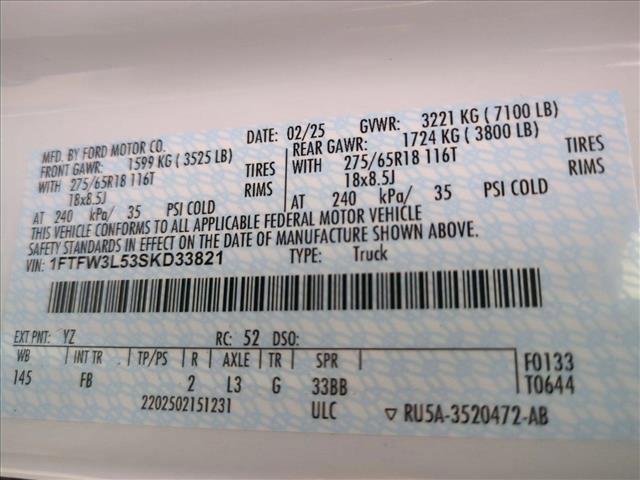 MFD. BY FORD MOTOR CO. DATE: 02/25 GVWR: 3221 KG ( 7100 LB)
FRONT GAWR: 1599 KG ( 3525 LB) REAR GAWR: 1724 KG ( 3800 LB)
WITH 275/65R18 116T TIRES WITH 275/65R18 116T TIRES
18x8.5J RIMS 18x8.5J RIMS
AT 240 kPa/ 35 PSI COLD AT 240 kPa/ 35 PSI COLD
THIS VEHICLE CONFORMS TO ALL APPLICABLE FEDERAL MOTOR VEHICLE
SAFETY STANDARDS IN EFFECT ON THE DATE OF MANUFACTURE SHOWN ABOVE.
VIN: 1FTFW3L53SKD33821 TYPE: Truck
EXT PNT: YZ RC: 52 DSO:
WB INT TR TP/PS R AXLE TR SPR F0133
145 FB 2 L3 G 33BB T0644
2202502151231 ULC ▽ RU5A-3520472-AB